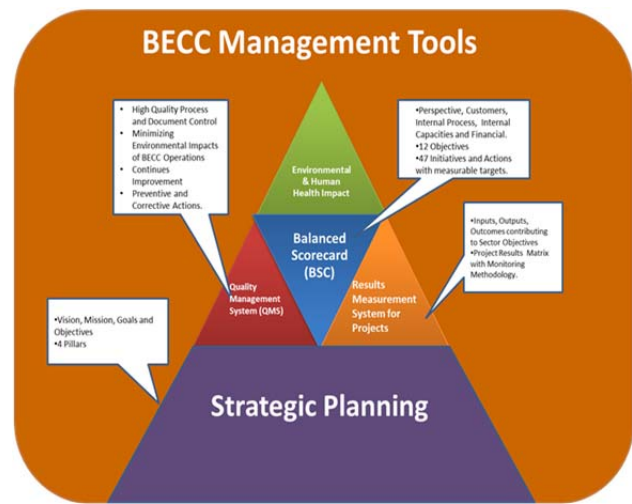 BECC Management Tools
• High Quality Process
and Document Control
• Minimizing
Environmental Impacts
of BECC Operations
• Continues
Improvement
• Preventive and
Corrective Actions.
•Perspective, Customers,
Internal Process, Internal
Capacities and Financial.
•12 Objectives
•47 Initiatives and Actions
with measurable targets.
Environmental
& Human
Health Impact
Balanced
Scorecard
(BSC)
•Inputs, Outputs,
Outcomes contributing
to Sector Objectives
•Project Results Matrix
with Monitoring
Methodology.
Quality
Management
System (QMS)
Results
Measurement
System for
Projects
•Vision, Mission, Goals and
Objectives
•4 Pillars
Strategic Planning